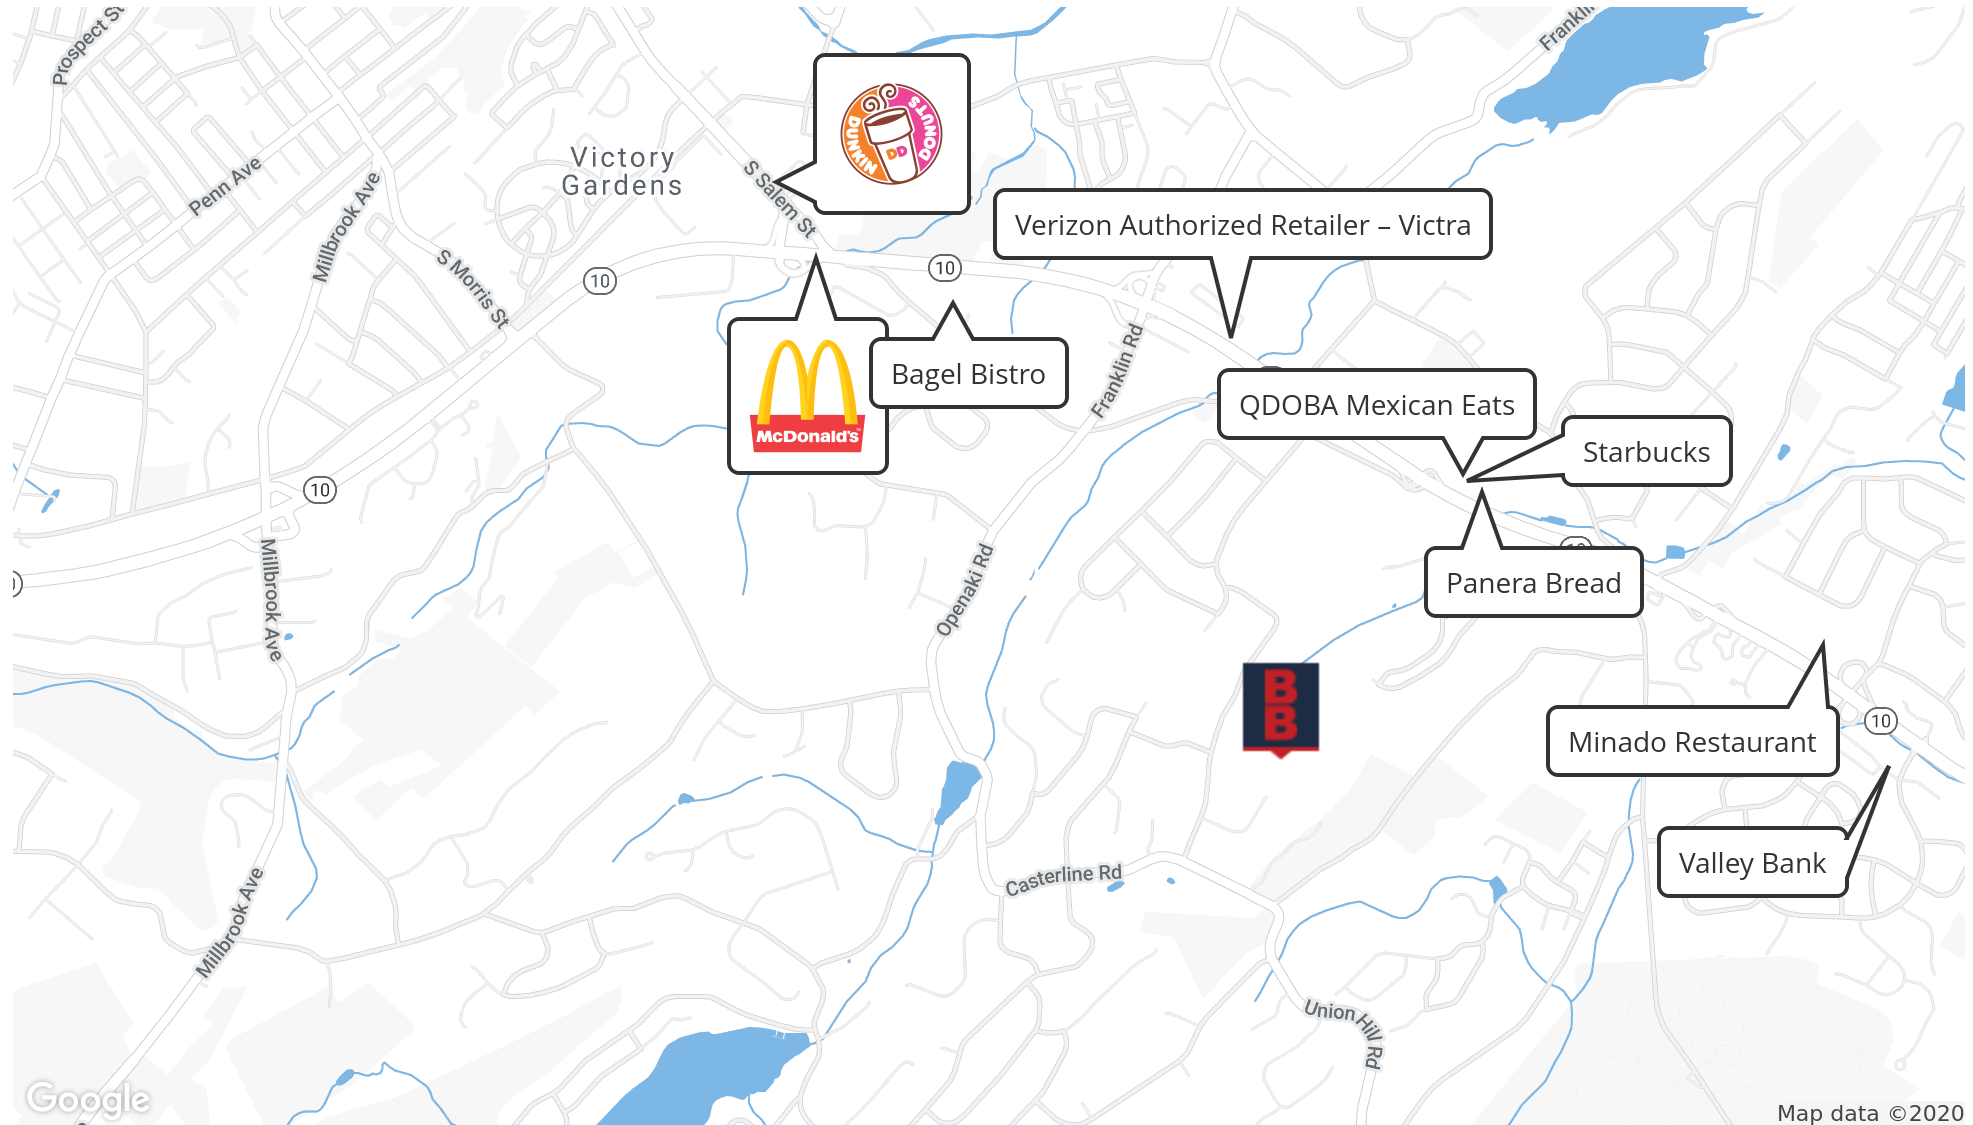 Prospect St
Penn Ave
Millbrook Ave
S Morris St
Victory
Gardens
S Salem St
DUNKIN'
DONUTS
DD
Verizon Authorized Retailer – Victra
10
10
McDonald's
Bagel Bistro
Franklin Rd
QDOBA Mexican Eats
Starbucks
10
Millbrook Ave
Openaki Rd
Panera Bread
B
B
Minado Restaurant
10
Valley Bank
Casterline Rd
Millbrook Ave
Union Hill Rd
Google
Map data ©2020